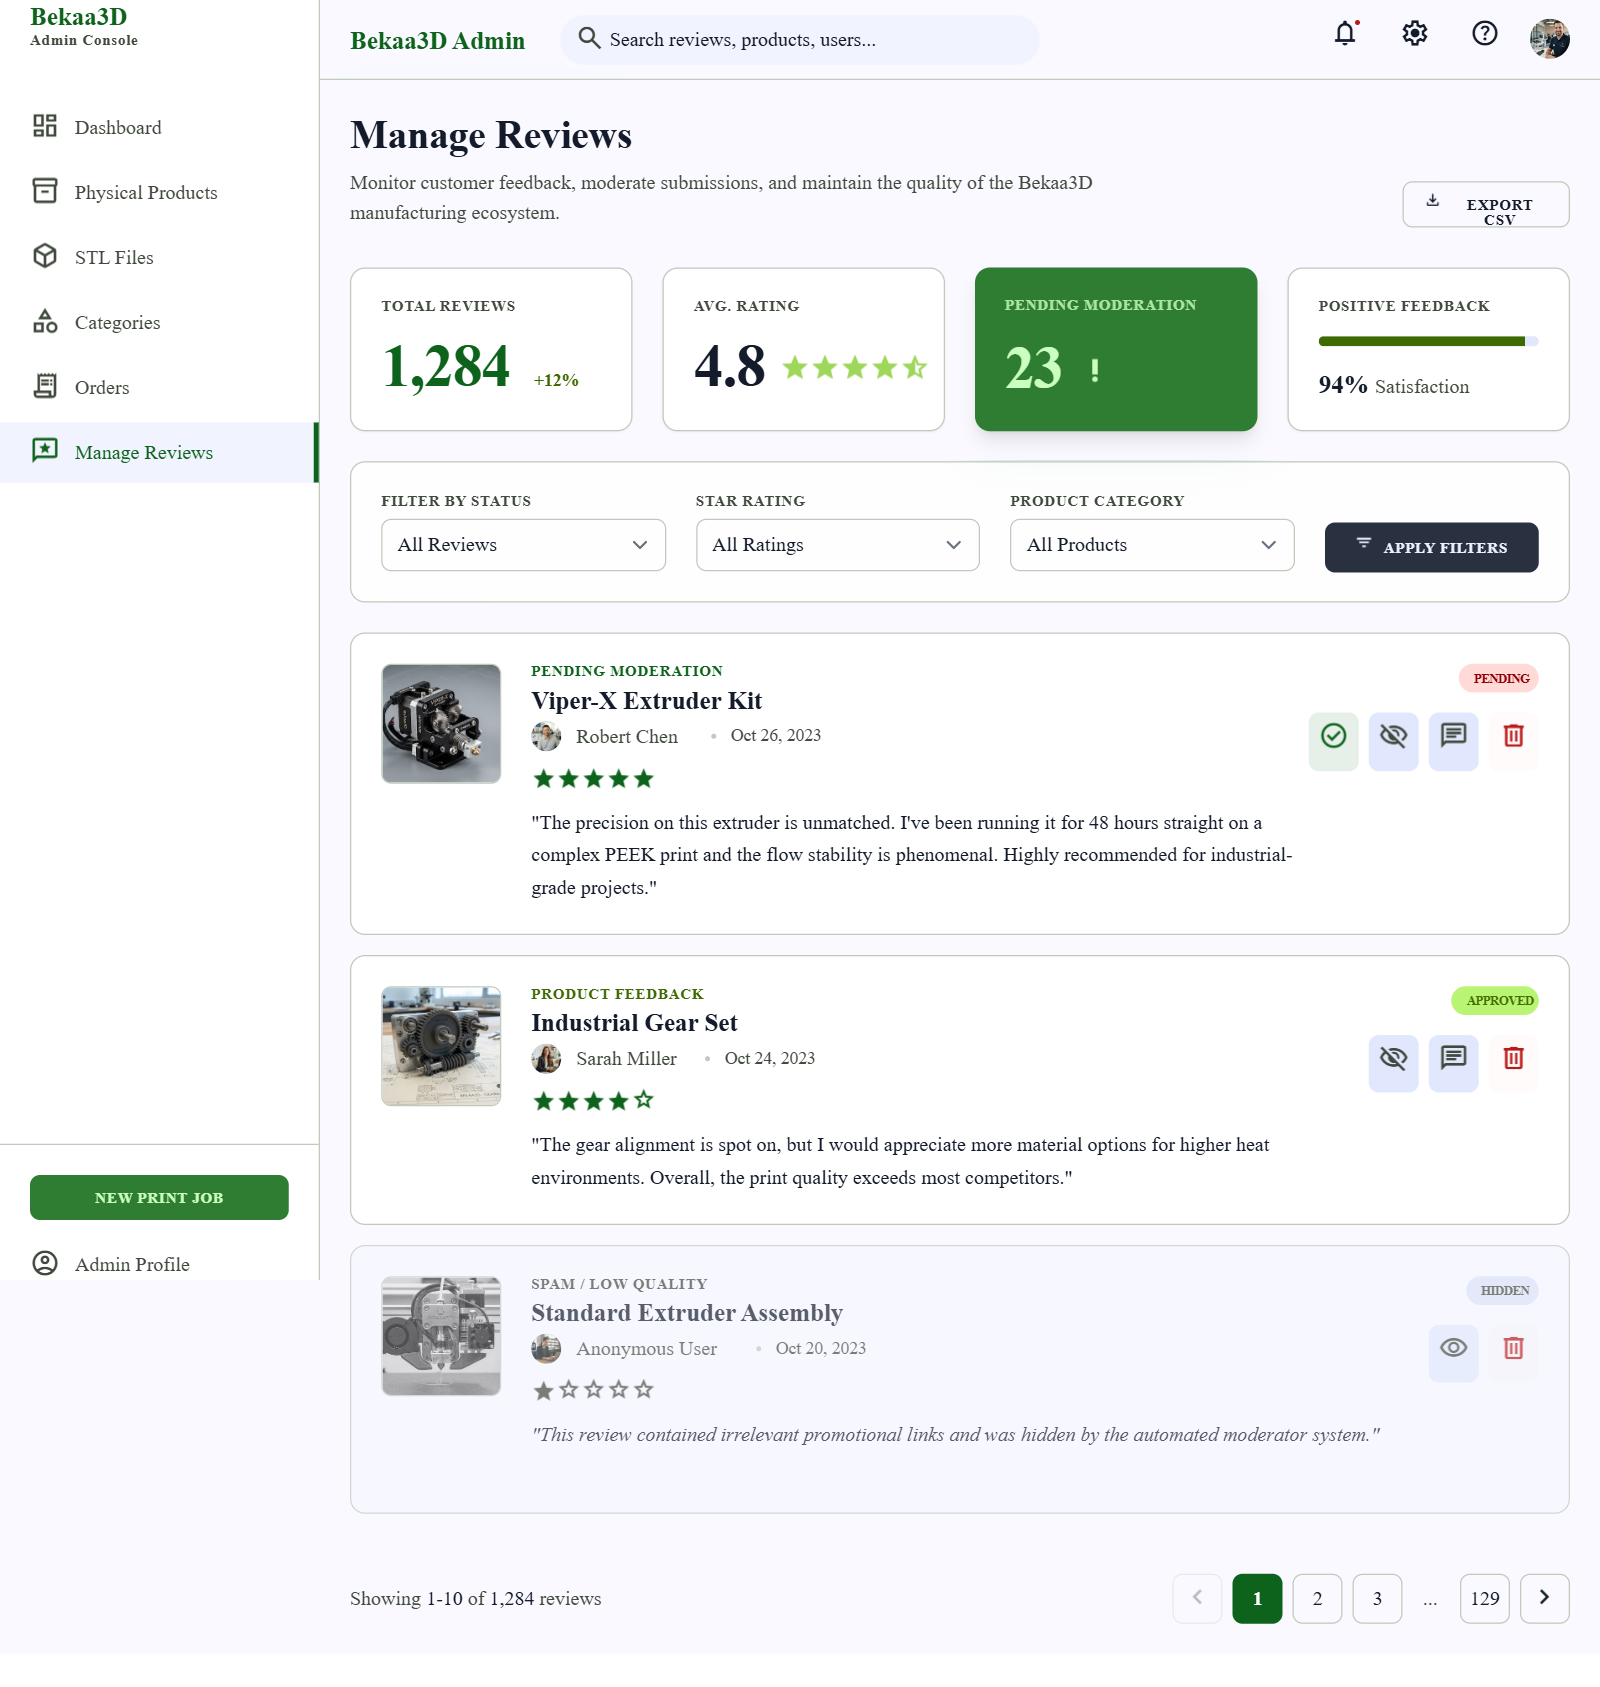 Bekaa3D
Admin Console
Dashboard
Physical Products
STL Files
Categories
Orders
Manage Reviews
NEW PRINT JOB
Admin Profile
Bekaa3D Admin
Search reviews, products, users...
Manage Reviews
Monitor customer feedback, moderate submissions, and maintain the quality of the Bekaa3D
manufacturing ecosystem.
EXPORT
CSV
TOTAL REVIEWS
1,284 +12%
AVG. RATING
4.8
PENDING MODERATION
23 !
POSITIVE FEEDBACK
94% Satisfaction
FILTER BY STATUS
All Reviews
STAR RATING
All Ratings
PRODUCT CATEGORY
All Products
APPLY FILTERS
PENDING MODERATION
Viper-X Extruder Kit
Robert Chen • Oct 26, 2023
"The precision on this extruder is unmatched. I've been running it for 48 hours straight on a
complex PEEK print and the flow stability is phenomenal. Highly recommended for industrial-
grade projects."
PENDING
PRODUCT FEEDBACK
Industrial Gear Set
Sarah Miller • Oct 24, 2023
"The gear alignment is spot on, but I would appreciate more material options for higher heat
environments. Overall, the print quality exceeds most competitors."
APPROVED
SPAM / LOW QUALITY
Standard Extruder Assembly
Anonymous User • Oct 20, 2023
"This review contained irrelevant promotional links and was hidden by the automated moderator system."
HIDDEN
Showing 1-10 of 1,284 reviews
1 2 3 ... 129